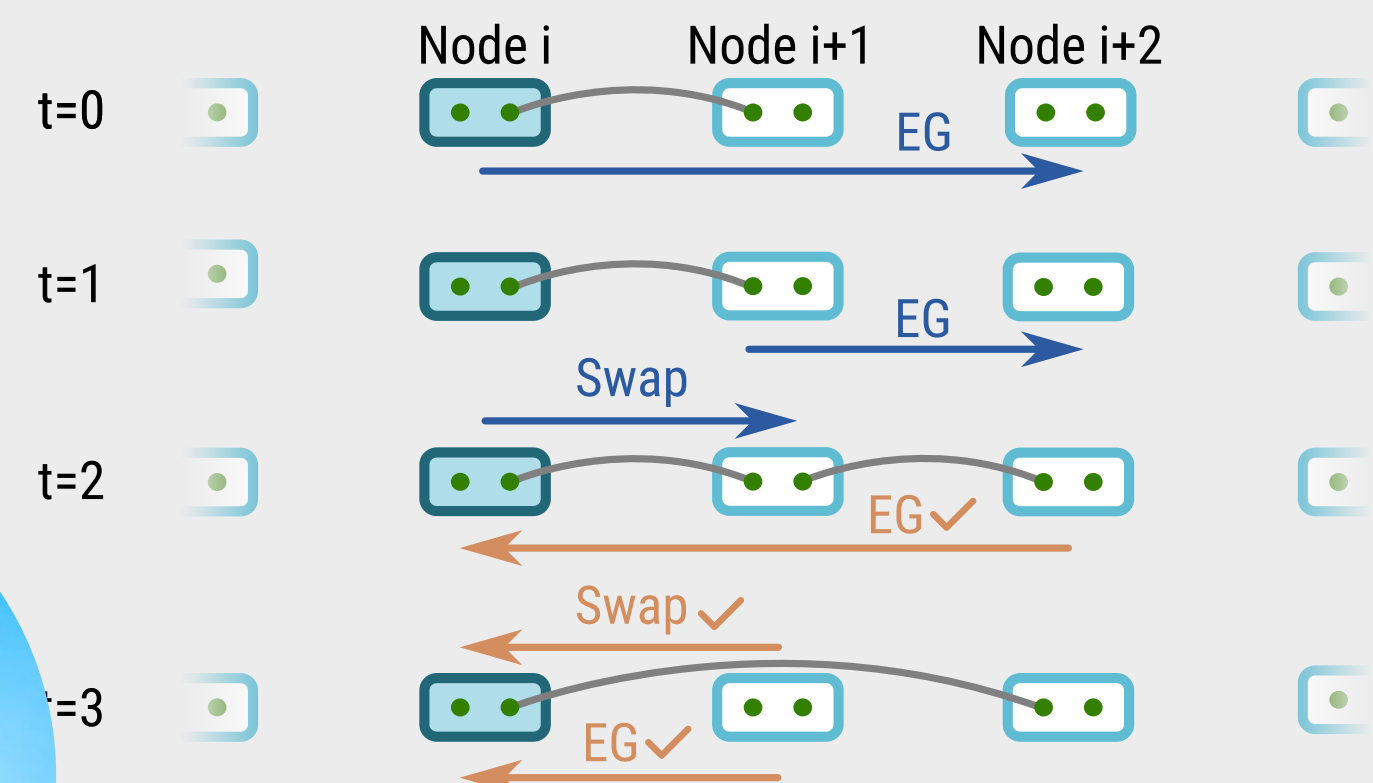 Node i Node i+1 Node i+2
t=0
EG
t=1
EG
Swap
t=2
EG
Swap
t=3
EG